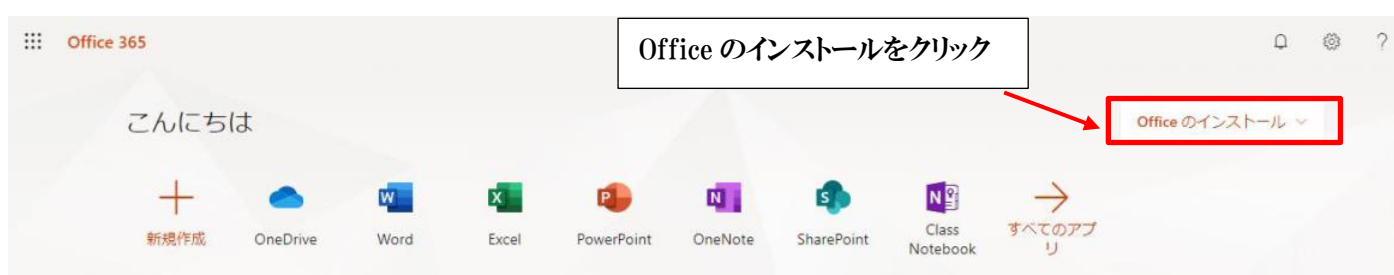 Office 365
Office のインストールをクリック
?
こんにちは
Office のインストール
新規作成
OneDrive
W
Word
X
Excel
P
PowerPoint
N
OneNote
S
SharePoint
N
Class
Notebook
すべてのアプ
リ